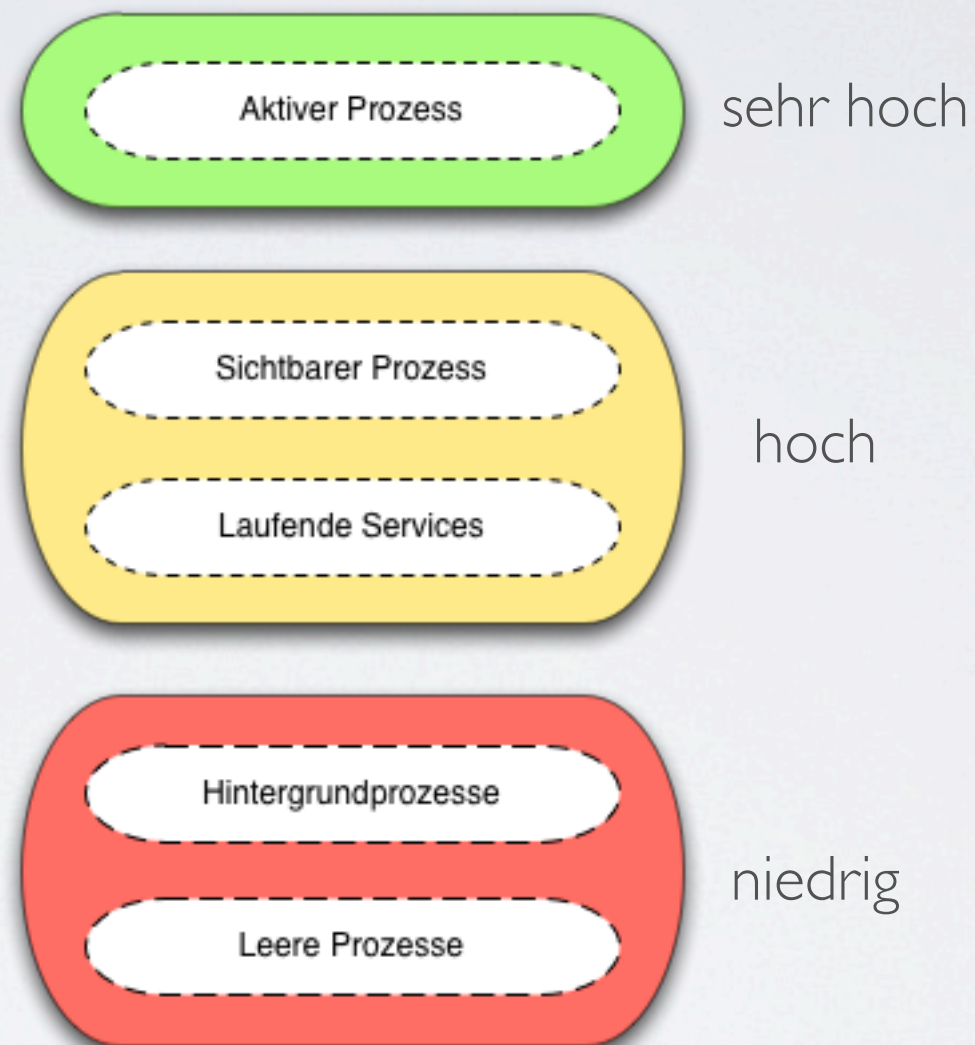 Aktiver Prozess
sehr hoch
Sichtbarer Prozess
hoch
Laufende Services
Hintergrundprozesse
niedrig
Leere Prozesse